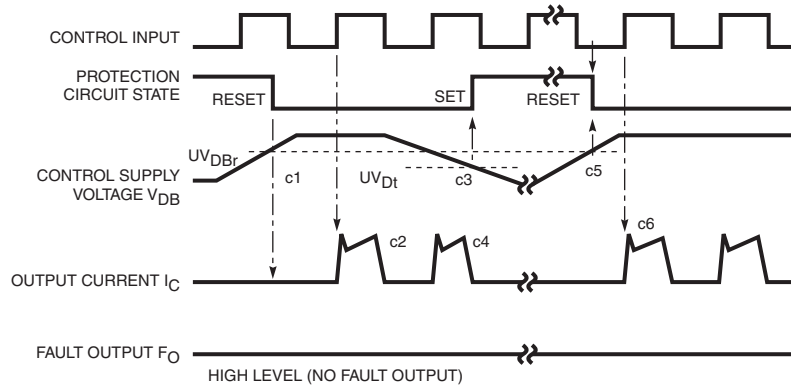 CONTROL INPUT
PROTECTION
CIRCUIT STATE
RESET
SET
RESET
UVDBr
c1
UVDt
c3
c5
CONTROL SUPPLY
VOLTAGE VDB
c2
c4
c6
OUTPUT CURRENT IC
FAULT OUTPUT FO
HIGH LEVEL (NO FAULT OUTPUT)